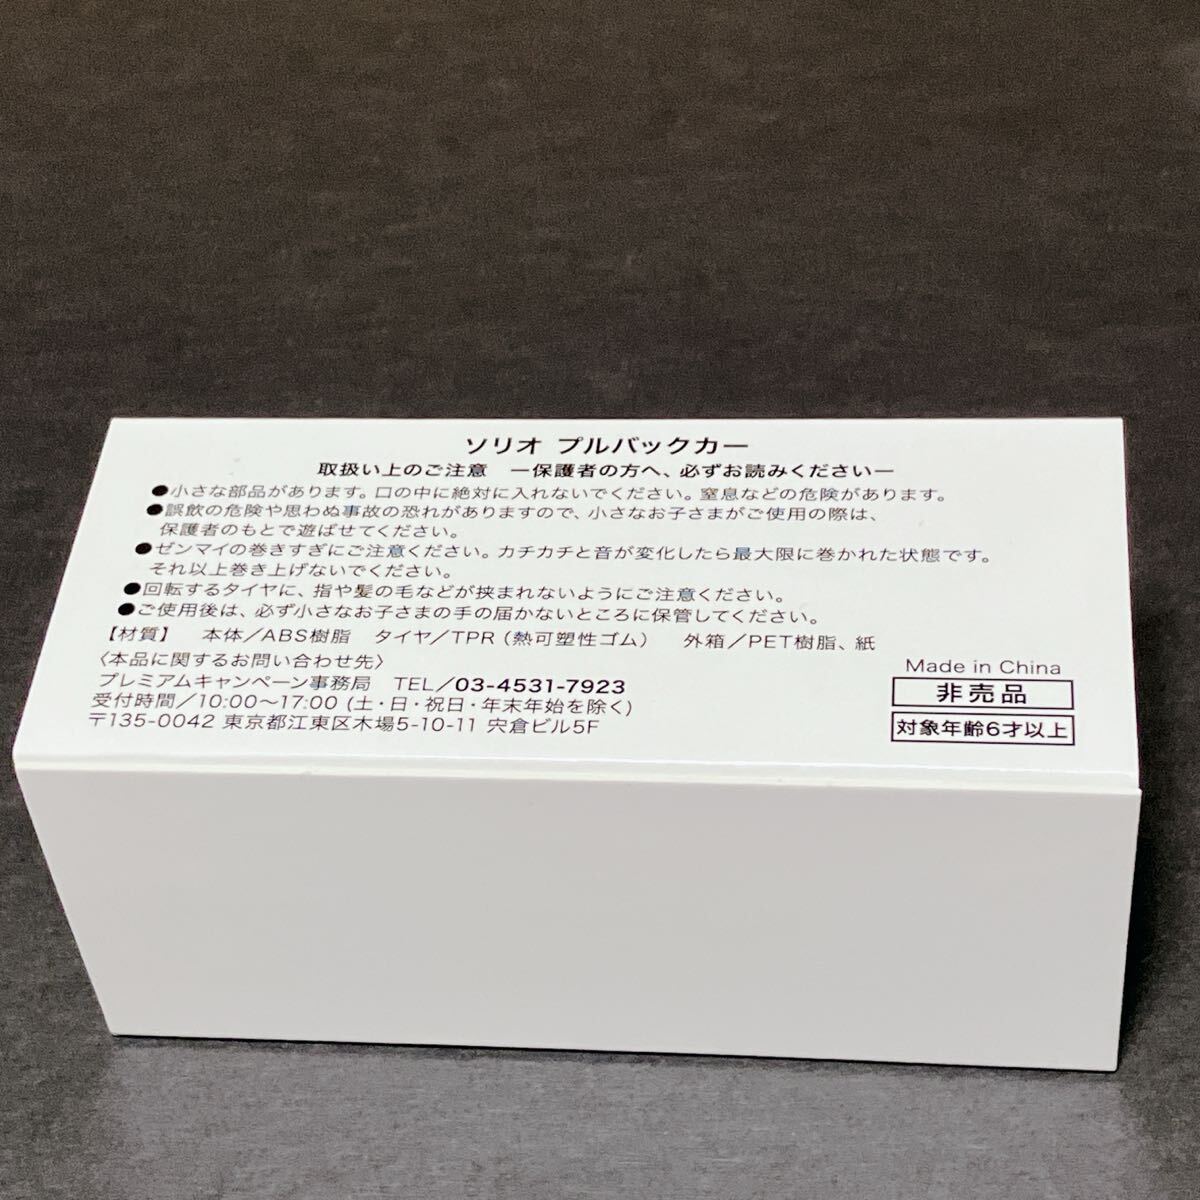 ソリオ プルバックカー
取扱い上のご注意　ー保護者の方へ、必ずお読みくださいー
●小さな部品があります。口の中に絶対に入れないでください。窒息などの危険があります。
●誤飲の危険や思わぬ事故の恐れがありますので、小さなお子さまがご使用の際は、
保護者のもとで遊ばせてください。
●ゼンマイの巻きすぎにご注意ください。カチカチと音が変化したら最大限に巻かれた状態です。
それ以上巻き上げないでください。
●回転するタイヤに、指や髪の毛などが挟まれないようにご注意ください。
●ご使用後は、必ず小さなお子さまの手の届かないところに保管してください。
【材質】　本体／ABS樹脂　タイヤ／TPR（熱可塑性ゴム）　外箱／PET樹脂、紙
〈本品に関するお問い合わせ先〉
プレミアムキャンペーン事務局　TEL／03-4531-7923
受付時間／10:00〜17:00 (土・日・祝日・年末年始を除く)
〒135-0042 東京都江東区木場5-10-11 宍倉ビル5F
Made in China
非売品
対象年齢6才以上